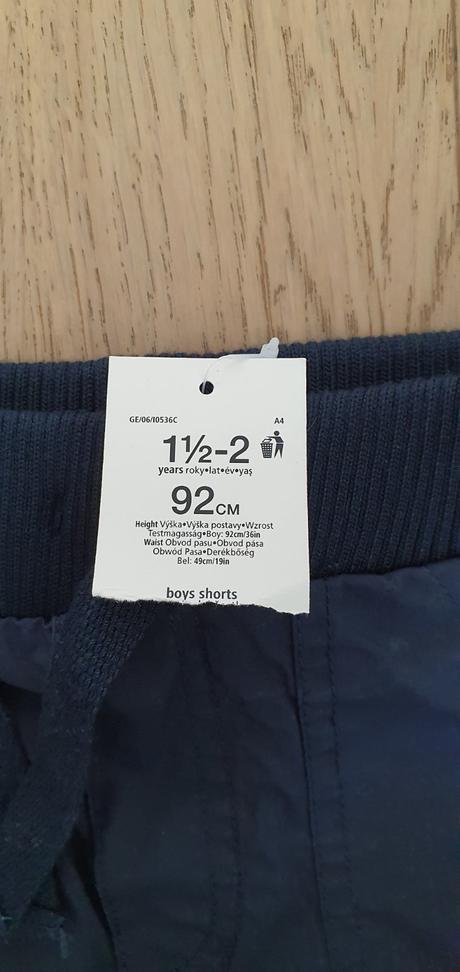 GE/06/I0536C A4
1½-2
years roky•lat•év•yaş
92CM
Height Výška•Výška postavy•Wzrost
Testmagasság•Boy: 92cm/36in
Waist Obvod pasu•Obvod pása
Obwód Pasa•Derékbőség
Bel: 49cm/19in
boys shorts